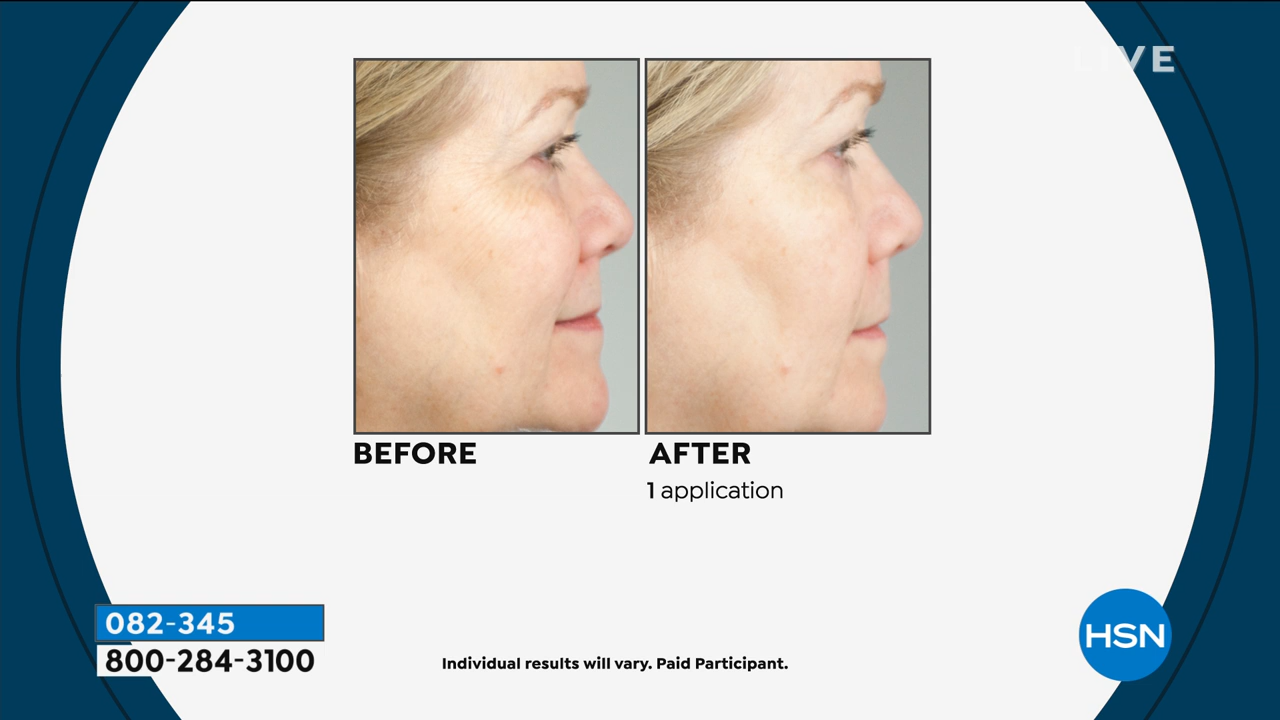 LIVE
BEFORE
AFTER
1 application
082-345
800-284-3100
Individual results will vary. Paid Participant.
HSN